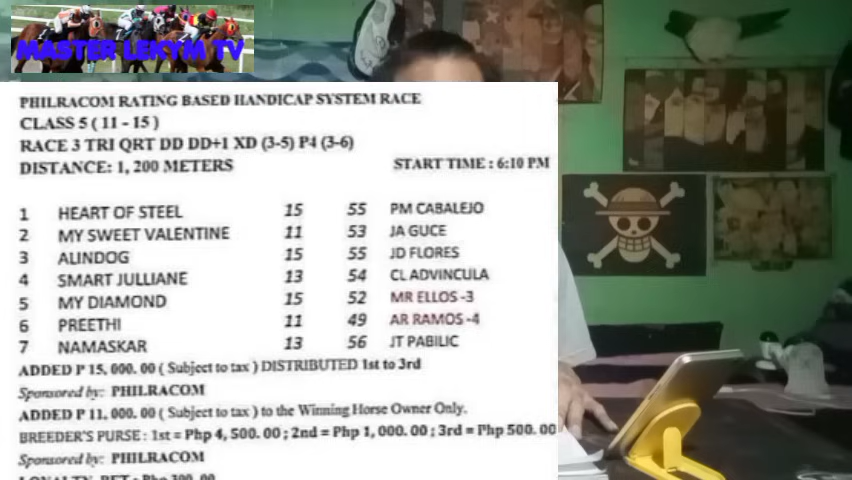 MASTER LEKYM TV
PHILRACOM RATING BASED HANDICAP SYSTEM RACE
CLASS 5 ( 11 - 15 )
RACE 3 TRI QRT DD DD+1 XD (3-5) P4 (3-6)
DISTANCE: 1, 200 METERS START TIME : 6:10 PM
1 HEART OF STEEL 15 55 PM CABALEJO
2 MY SWEET VALENTINE 11 53 JA GUCE
3 ALINDOG 15 55 JD FLORES
4 SMART JULLIANE 13 54 CL ADVINCULA
5 MY DIAMOND 15 52 MR ELLOS -3
6 PREETHI 11 49 AR RAMOS -4
7 NAMASKAR 13 56 JT PABILIC
ADDED P 15, 000. 00 ( Subject to tax ) DISTRIBUTED 1st to 3rd
Sponsored by: PHILRACOM
ADDED P 11, 000. 00 ( Subject to tax ) to the Winning Horse Owner Only.
BREEDER'S PURSE : 1st = Php 4, 500. 00 ; 2nd = Php 1, 000. 00 ; 3rd = Php 500. 00
Sponsored by: PHILRACOM